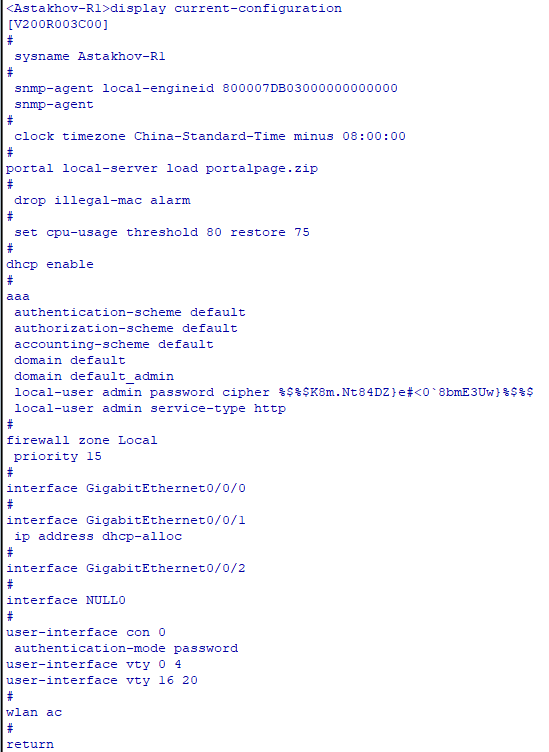 <Astakhov-R1>display current-configuration
[V200R003C00]
#
 sysname Astakhov-R1
#
 snmp-agent local-engineid 800007DB03000000000000
 snmp-agent
#
 clock timezone China-Standard-Time minus 08:00:00
#
portal local-server load portalpage.zip
#
 drop illegal-mac alarm
#
 set cpu-usage threshold 80 restore 75
#
dhcp enable
#
aaa
 authentication-scheme default
 authorization-scheme default
 accounting-scheme default
 domain default
 domain default_admin
 local-user admin password cipher %$%$K8m.Nt84DZ}e#<0`8bmE3Uw}%$%$
 local-user admin service-type http
#
firewall zone Local
 priority 15
#
interface GigabitEthernet0/0/0
#
interface GigabitEthernet0/0/1
 ip address dhcp-alloc
#
interface GigabitEthernet0/0/2
#
interface NULL0
#
user-interface con 0
 authentication-mode password
user-interface vty 0 4
user-interface vty 16 20
#
wlan ac
#
return